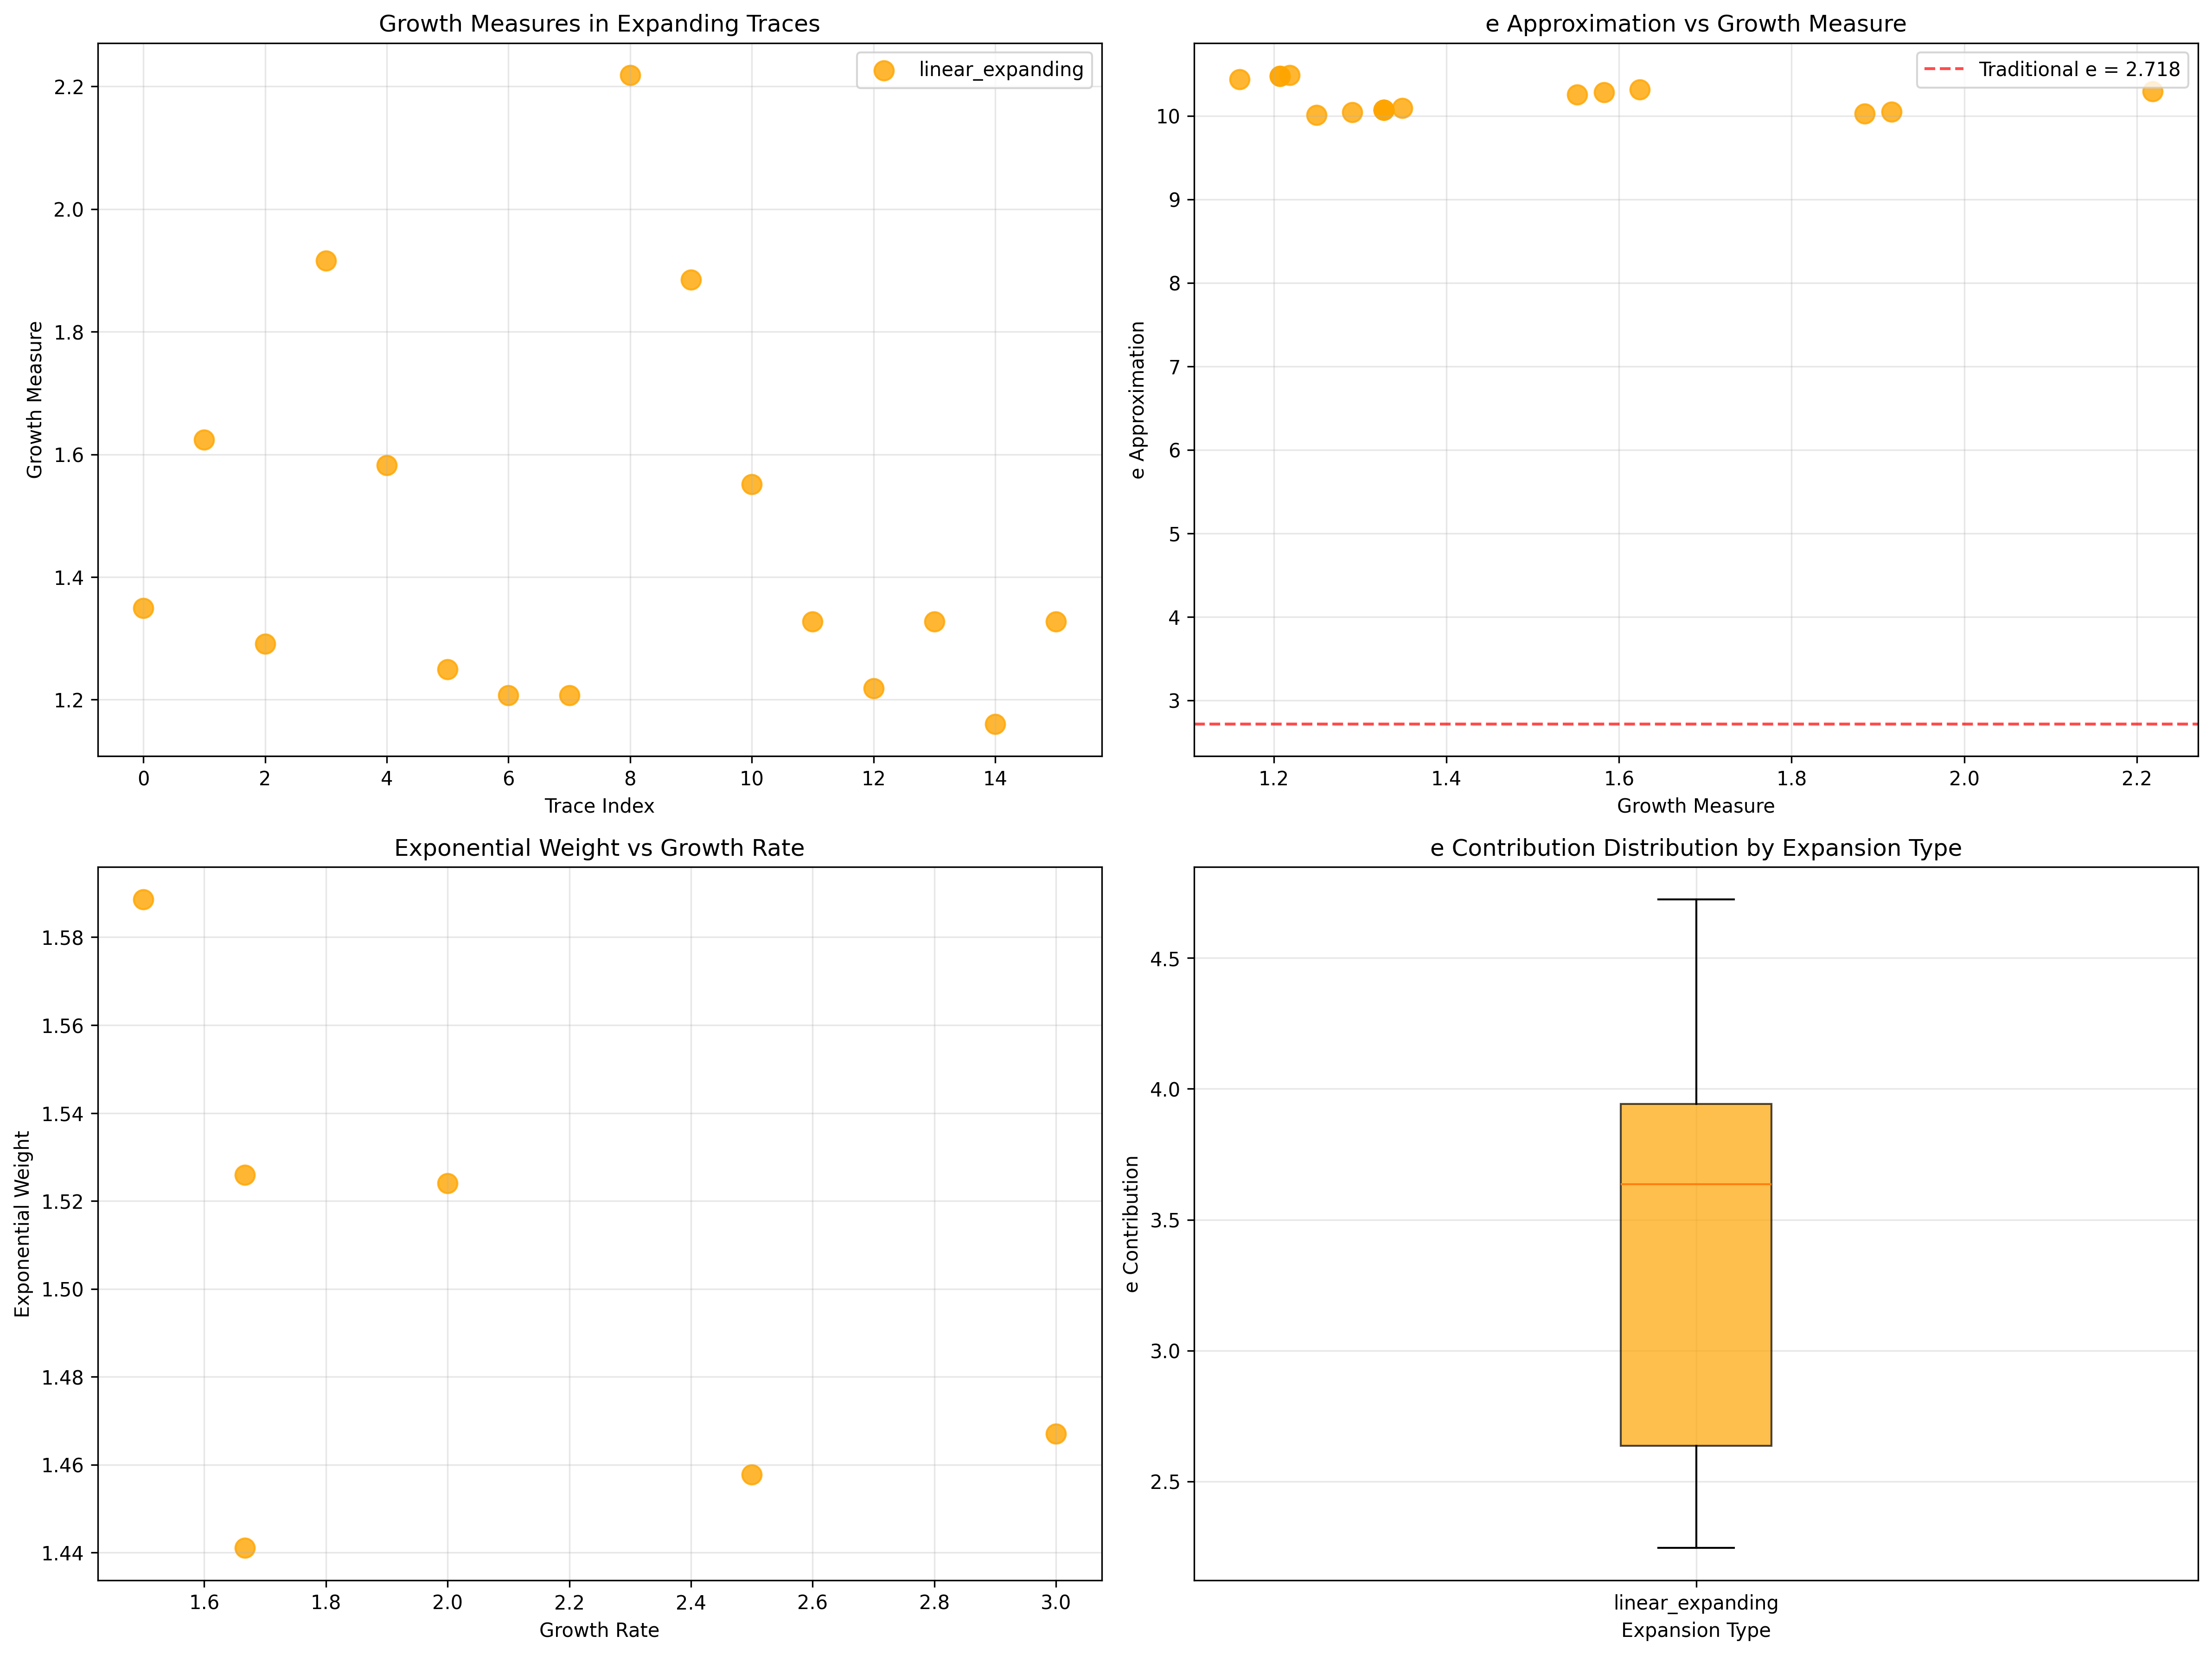 Growth Measures in Expanding Traces
linear_expanding
Growth Measure
2.2
2.0
1.8
1.6
1.4
1.2
0 2 4 6 8 10 12 14
Trace Index
e Approximation vs Growth Measure
Traditional e = 2.718
e Approximation
10
9
8
7
6
5
4
3
1.2 1.4 1.6 1.8 2.0 2.2
Growth Measure
Exponential Weight vs Growth Rate
Exponential Weight
1.58
1.56
1.54
1.52
1.50
1.48
1.46
1.44
1.6 1.8 2.0 2.2 2.4 2.6 2.8 3.0
Growth Rate
e Contribution Distribution by Expansion Type
e Contribution
4.5
4.0
3.5
3.0
2.5
linear_expanding
Expansion Type